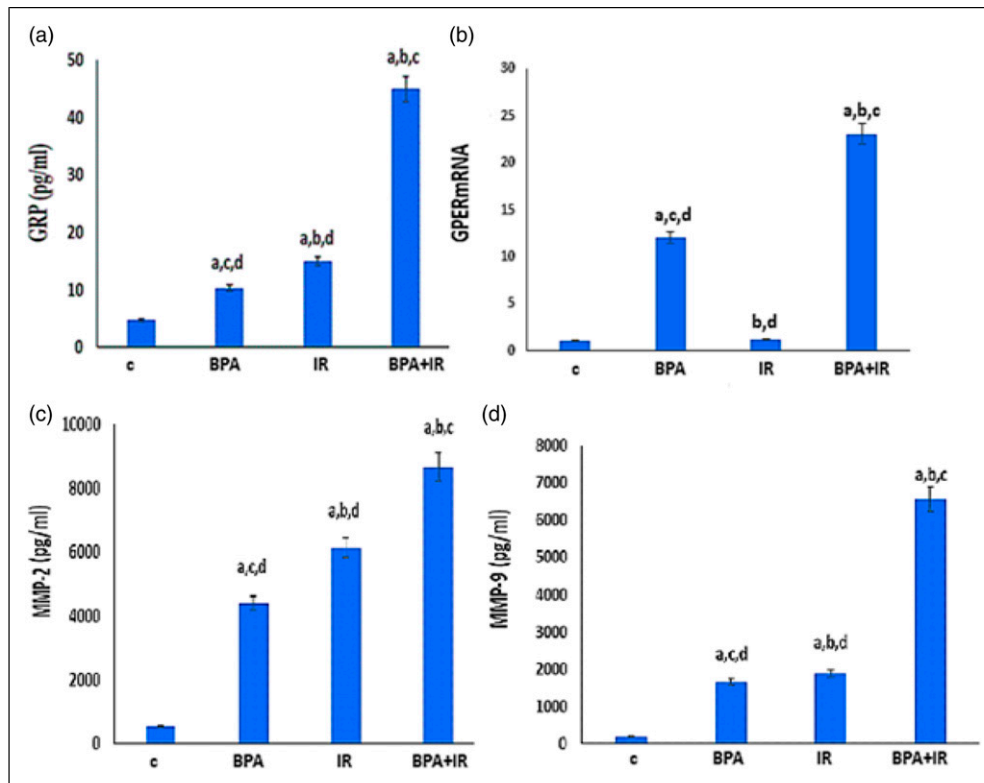 (a)
50
40
30
20
10
0
GRP (pg/ml)
a,c,d
a,b,d
a,b,c
c BPA IR BPA+IR
(b)
30
25
20
15
10
5
0
GPERmRNA
a,c,d
b,d
a,b,c
c BPA IR BPA+IR
(c)
10000
8000
6000
4000
2000
0
MMP-2 (pg/ml)
a,c,d
a,b,d
a,b,c
c BPA IR BPA+IR
(d)
8000
7000
6000
5000
4000
3000
2000
1000
0
MMP-9 (pg/ml)
a,c,d
a,b,d
a,b,c
c BPA IR BPA+IR